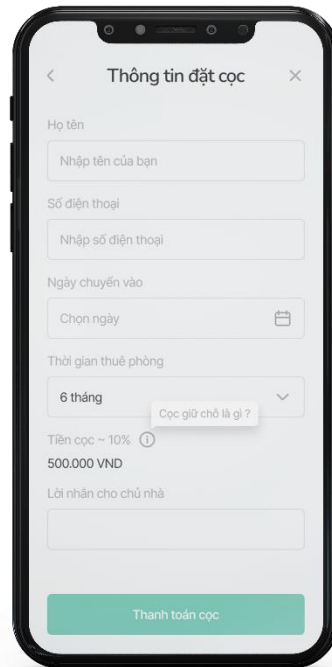 Thông tin đặt cọc
Họ tên
Nhập tên của bạn
Số điện thoại
Nhập số điện thoại
Ngày chuyển vào
Chọn ngày
Thời gian thuê phòng
6 tháng
Cọc giữ chỗ là gì ?
Tiền cọc ~ 10%
500.000 VND
Lời nhắn cho chủ nhà
Thanh toán cọc